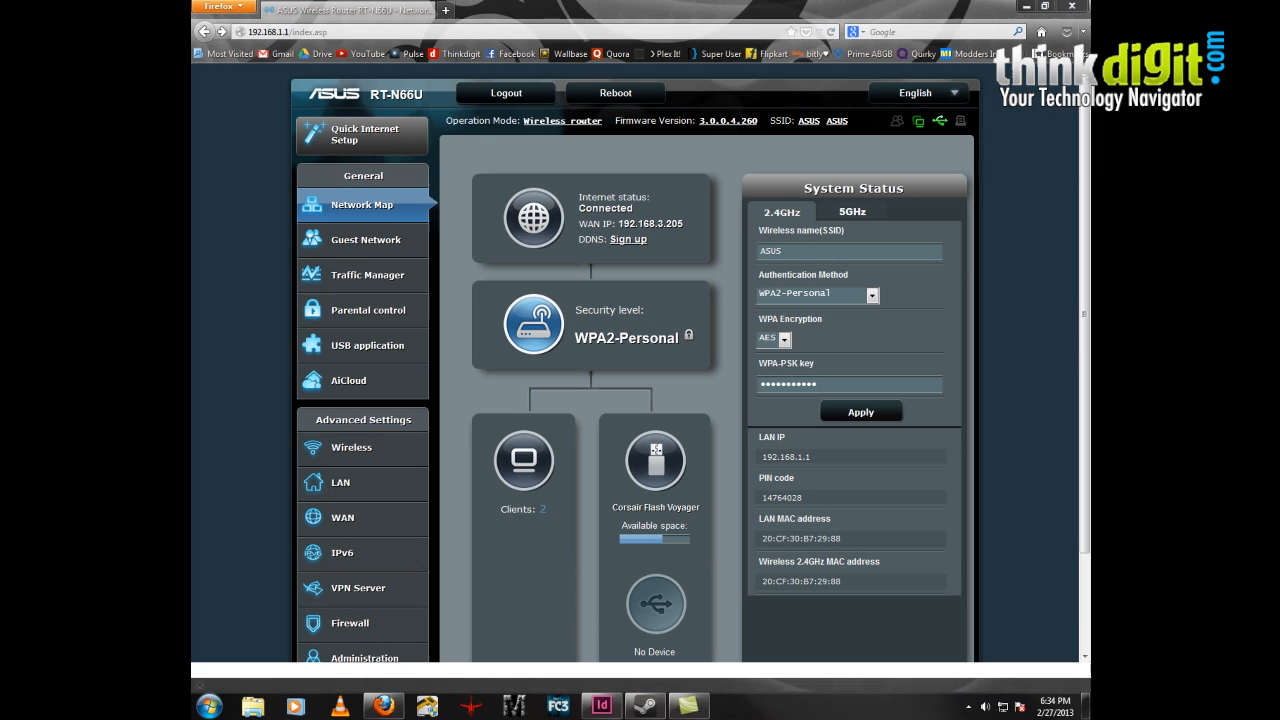 Firefox
ASUS Wireless Router RT-N66U - Networ...
192.168.1.1/index.asp
Google
Most Visited Gmail Drive YouTube Pulse Thinkdigit Facebook Wallbase Quora > Plex It! Super User Flipkart bitly Prime ABGB Quirky Modders In Bookmarks
thinkdigit.com
Your Technology Navigator
ASUS RT-N66U
Logout
Reboot
English
Operation Mode: Wireless router Firmware Version: 3.0.0.4.260 SSID: ASUS ASUS
Quick Internet
Setup
General
Network Map
Guest Network
Traffic Manager
Parental control
USB application
AiCloud
Advanced Settings
Wireless
LAN
WAN
IPv6
VPN Server
Firewall
Administration
Internet status:
Connected
WAN IP: 192.168.3.205
DDNS: Sign up
Security level:
WPA2-Personal
Clients: 2
Corsair Flash Voyager
Available space:
No Device
System Status
2.4GHz
5GHz
Wireless name(SSID)
ASUS
Authentication Method
WPA2-Personal
WPA Encryption
AES
WPA-PSK key
•••••••••••
Apply
LAN IP
192.168.1.1
PIN code
14764028
LAN MAC address
20:CF:30:B7:29:88
Wireless 2.4GHz MAC address
20:CF:30:B7:29:88
FC3
Id
6:34 PM
2/27/2013